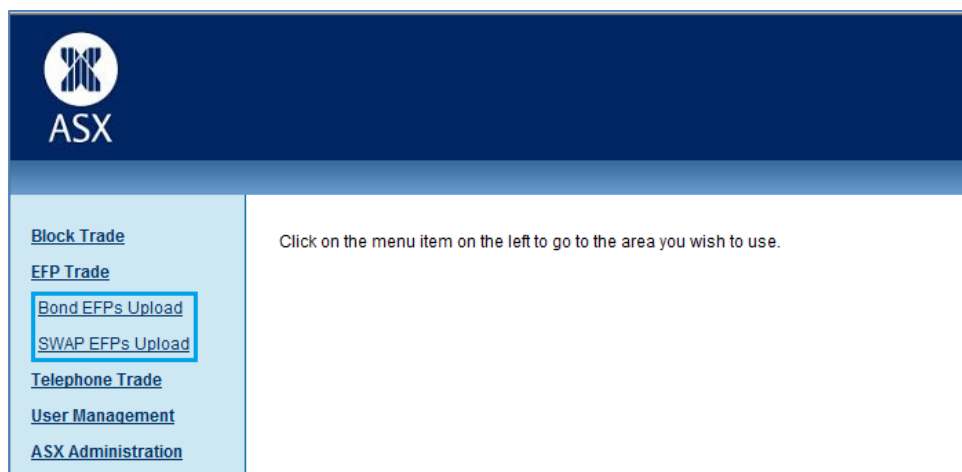 ASX
Block Trade
Click on the menu item on the left to go to the area you wish to use.
EFP Trade
Bond EFPs Upload
SWAP EFPs Upload
Telephone Trade
User Management
ASX Administration